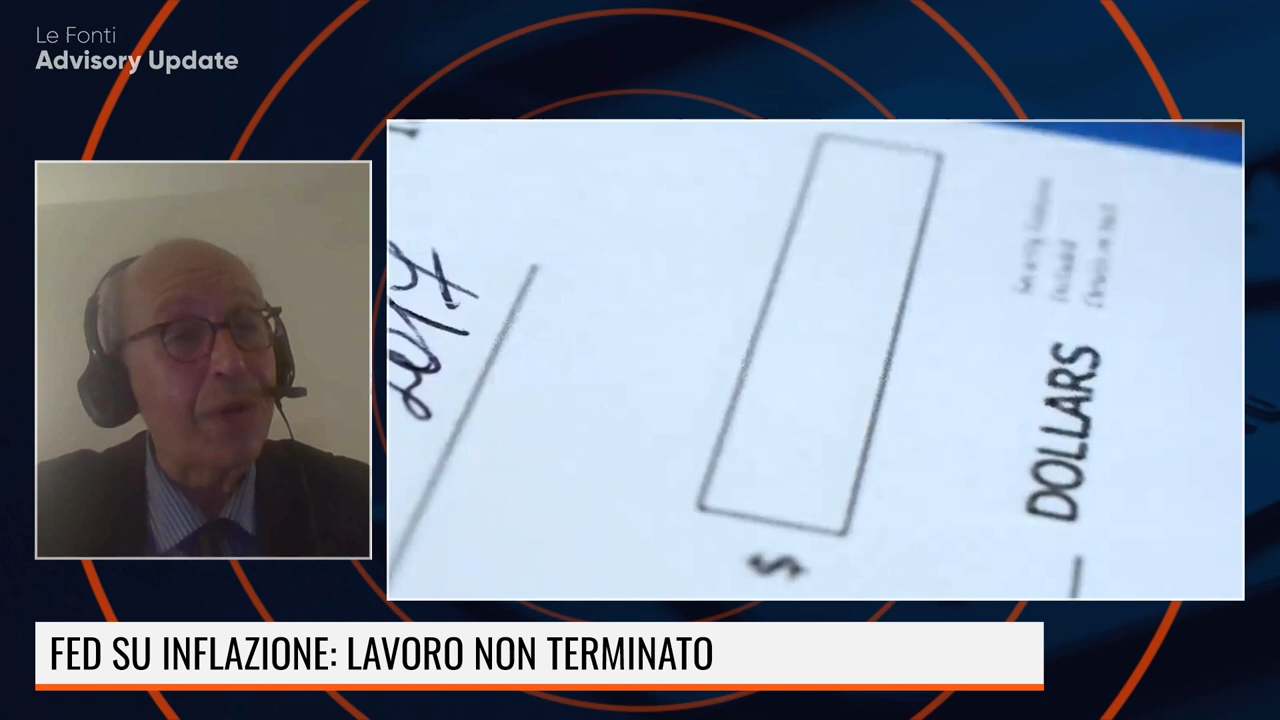 Le Fonti
Advisory Update
$
DOLLARS
FED SU INFLAZIONE: LAVORO NON TERMINATO